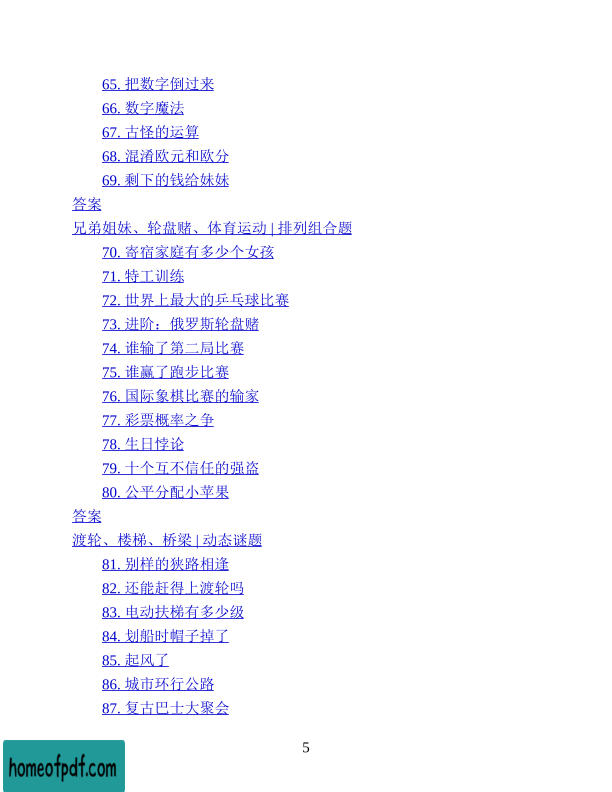 65. 把数字倒过来
66. 数字魔法
67. 古怪的运算
68. 混淆欧元和欧分
69. 剩下的钱给妹妹
答案
兄弟姐妹、轮盘赌、体育运动 | 排列组合题
70. 寄宿家庭有多少个女孩
71. 特工训练
72. 世界上最大的乒乓球比赛
73. 进阶：俄罗斯轮盘赌
74. 谁输了第二局比赛
75. 谁赢了跑步比赛
76. 国际象棋比赛的输家
77. 彩票概率之争
78. 生日悖论
79. 十个互不信任的强盗
80. 公平分配小苹果
答案
渡轮、楼梯、桥梁 | 动态谜题
81. 别样的狭路相逢
82. 还能赶得上渡轮吗
83. 电动扶梯有多少级
84. 划船时帽子掉了
85. 起风了
86. 城市环行公路
87. 复古巴士大聚会
5
homeofpdf.com